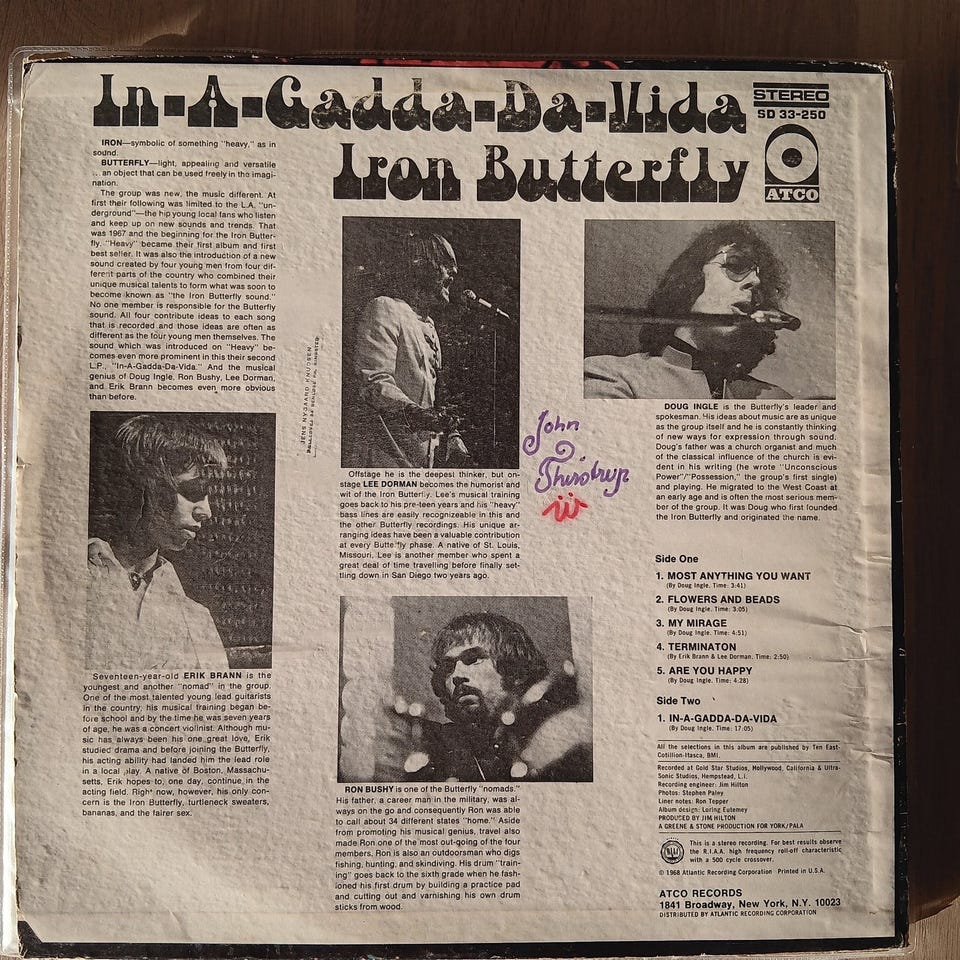 In-A-Gadda-Da-Vida
STEREO
SD 33-250
Iron Butterfly
ATCO
IRON—symbolic of something "heavy," as in
sound.
BUTTERFLY—light, appealing and versatile
... an object that can be used freely in the imagi-
nation.
The group was new, the music different. At
first their following was limited to the L.A. "un-
derground"—the hip young local fans who listen
and keep up on new sounds and trends. That
was 1967 and the beginning for the Iron Butter-
fly. "Heavy" became their first album and first
best seller. It was also the introduction of a new
sound created by four young men from four dif-
ferent parts of the country who combined their
unique musical talents to form what was soon to
become known as "the Iron Butterfly sound."
No one member is responsible for the Butterfly
sound. All four contribute ideas to each song
that is recorded and those ideas are often as
different as the four young men themselves. The
sound which was introduced on "Heavy" be-
comes even more prominent in this their second
L.P., "In-A-Gadda-Da-Vida." And the musical
genius of Doug Ingle, Ron Bushy, Lee Dorman,
and Erik Brann becomes even more obvious
than before.
JENS NYGAARD KNUDSEN
Seventeen-year-old ERIK BRANN is the
youngest and another "nomad" in the group.
One of the most talented young lead guitarists
in the country, his musical training began be-
fore school and by the time he was seven years
of age, he was a concert violinist. Although mu-
sic has always been his one great love, Erik
studied drama and before joining the Butterfly,
his acting ability had landed him the lead role
in a local play. A native of Boston, Massachu-
setts, Erik hopes to, one day, continue in the
acting field. Right now, however, his only con-
cern is the Iron Butterfly, turtleneck sweaters,
bananas, and the fairer sex.
Offstage he is the deepest thinker, but on-
stage LEE DORMAN becomes the humorist and
wit of the Iron Butterfly. Lee's musical training
goes back to his pre-teen years and his "heavy"
bass lines are easily recognizeable in this and
the other Butterfly recordings. His unique ar-
ranging ideas have been a valuable contribution
at every Butterfly phase. A native of St. Louis,
Missouri, Lee is another member who spent a
great deal of time travelling before finally set-
tling down in San Diego two years ago.
John
RON BUSHY is one of the Butterfly "nomads."
His father, a career man in the military, was al-
ways on the go and consequently Ron was able
to call about 34 different states "home." Aside
from promoting his musical genius, travel also
made Ron one of the most out-going of the four
members. Ron is also an outdoorsman who digs
fishing, hunting, and skindiving. His drum "train-
ing" goes back to the sixth grade when he fash-
ioned his first drum by building a practice pad
and cutting out and varnishing his own drum
sticks from wood.
DOUG INGLE is the Butterfly's leader and
spokesman. His ideas about music are as unique
as the group itself and he is constantly thinking
of new ways for expression through sound.
Doug's father was a church organist and much
of the classical influence of the church is ev-
ident in his writing (he wrote "Unconscious
Power"/"Possession," the group's first single)
and playing. He migrated to the West Coast at
an early age and is often the most serious mem-
ber of the group. It was Doug who first founded
the Iron Butterfly and originated the name.
Side One
1. MOST ANYTHING YOU WANT
(By Doug Ingle. Time: 3:41)
2. FLOWERS AND BEADS
(By Doug Ingle. Time: 3:05)
3. MY MIRAGE
(By Doug Ingle. Time: 4:51)
4. TERMINATON
(By Erik Brann & Lee Dorman. Time: 2:50)
5. ARE YOU HAPPY
(By Doug Ingle. Time: 4:28)
Side Two
1. IN-A-GADDA-DA-VIDA
(By Doug Ingle. Time: 17:05)
All the selections in this album are published by Ten East-
Cotillion-Itasca, BMI.
Recorded at Gold Star Studios, Hollywood, California & Ultra-
Sonic Studios, Hempstead, L.I.
Recording engineer: Jim Hilton
Photos: Stephen Paley
Liner notes: Ron Tepper
Album design: Loring Eutemey
PRODUCED BY JIM HILTON
A GREENE & STONE PRODUCTION FOR YORK/PALA
This is a stereo recording. For best results observe
the R.I.A.A. high frequency roll-off characteristic
with a 500 cycle crossover.
© 1968 Atlantic Recording Corporation Printed in U.S.A.
ATCO RECORDS
1841 Broadway, New York, N.Y. 10023
DISTRIBUTED BY ATLANTIC RECORDING CORPORATION